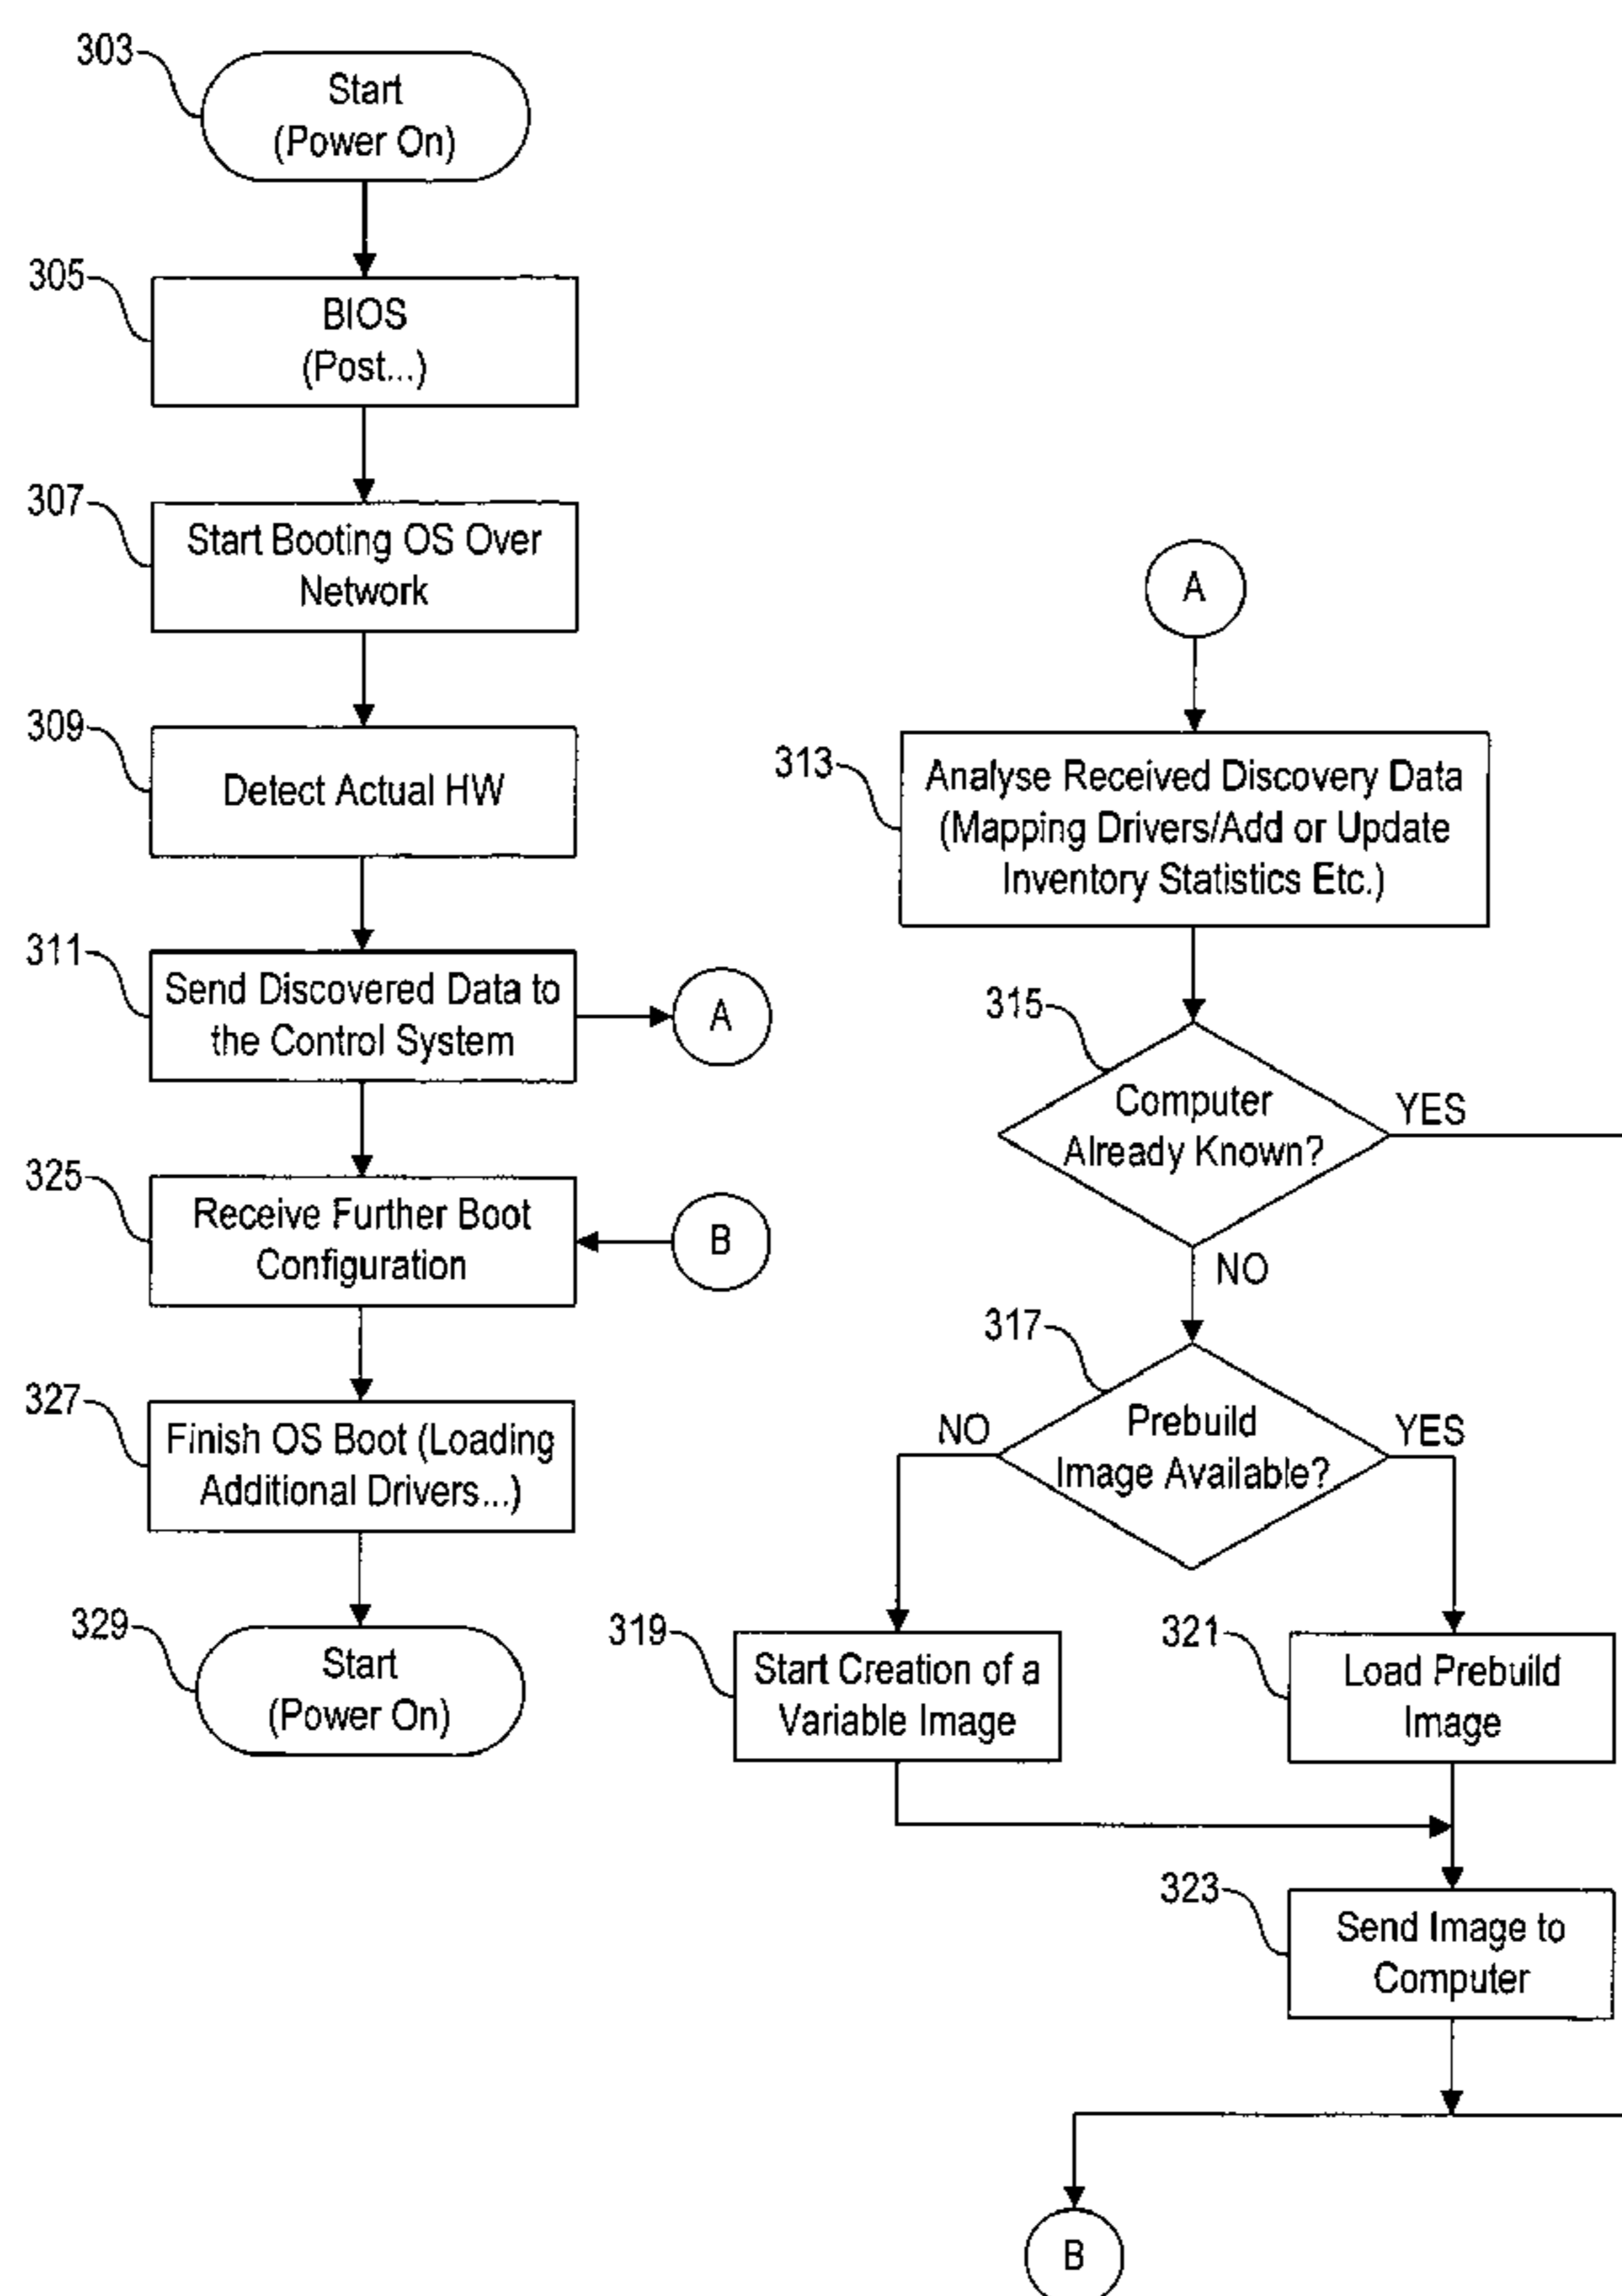 303
Start
(Power On)
305
BIOS
(Post...)
307
Start Booting OS Over
Network
309
Detect Actual HW
311
Send Discovered Data to
the Control System
A
325
Receive Further Boot
Configuration
B
327
Finish OS Boot (Loading
Additional Drivers...)
329
Start
(Power On)
A
313
Analyse Received Discovery Data
(Mapping Drivers/Add or Update
Inventory Statistics Etc.)
315
Computer
Already Known?
YES
NO
317
Prebuild
Image Available?
NO
YES
319
Start Creation of a
Variable Image
321
Load Prebuild
Image
323
Send Image to
Computer
B